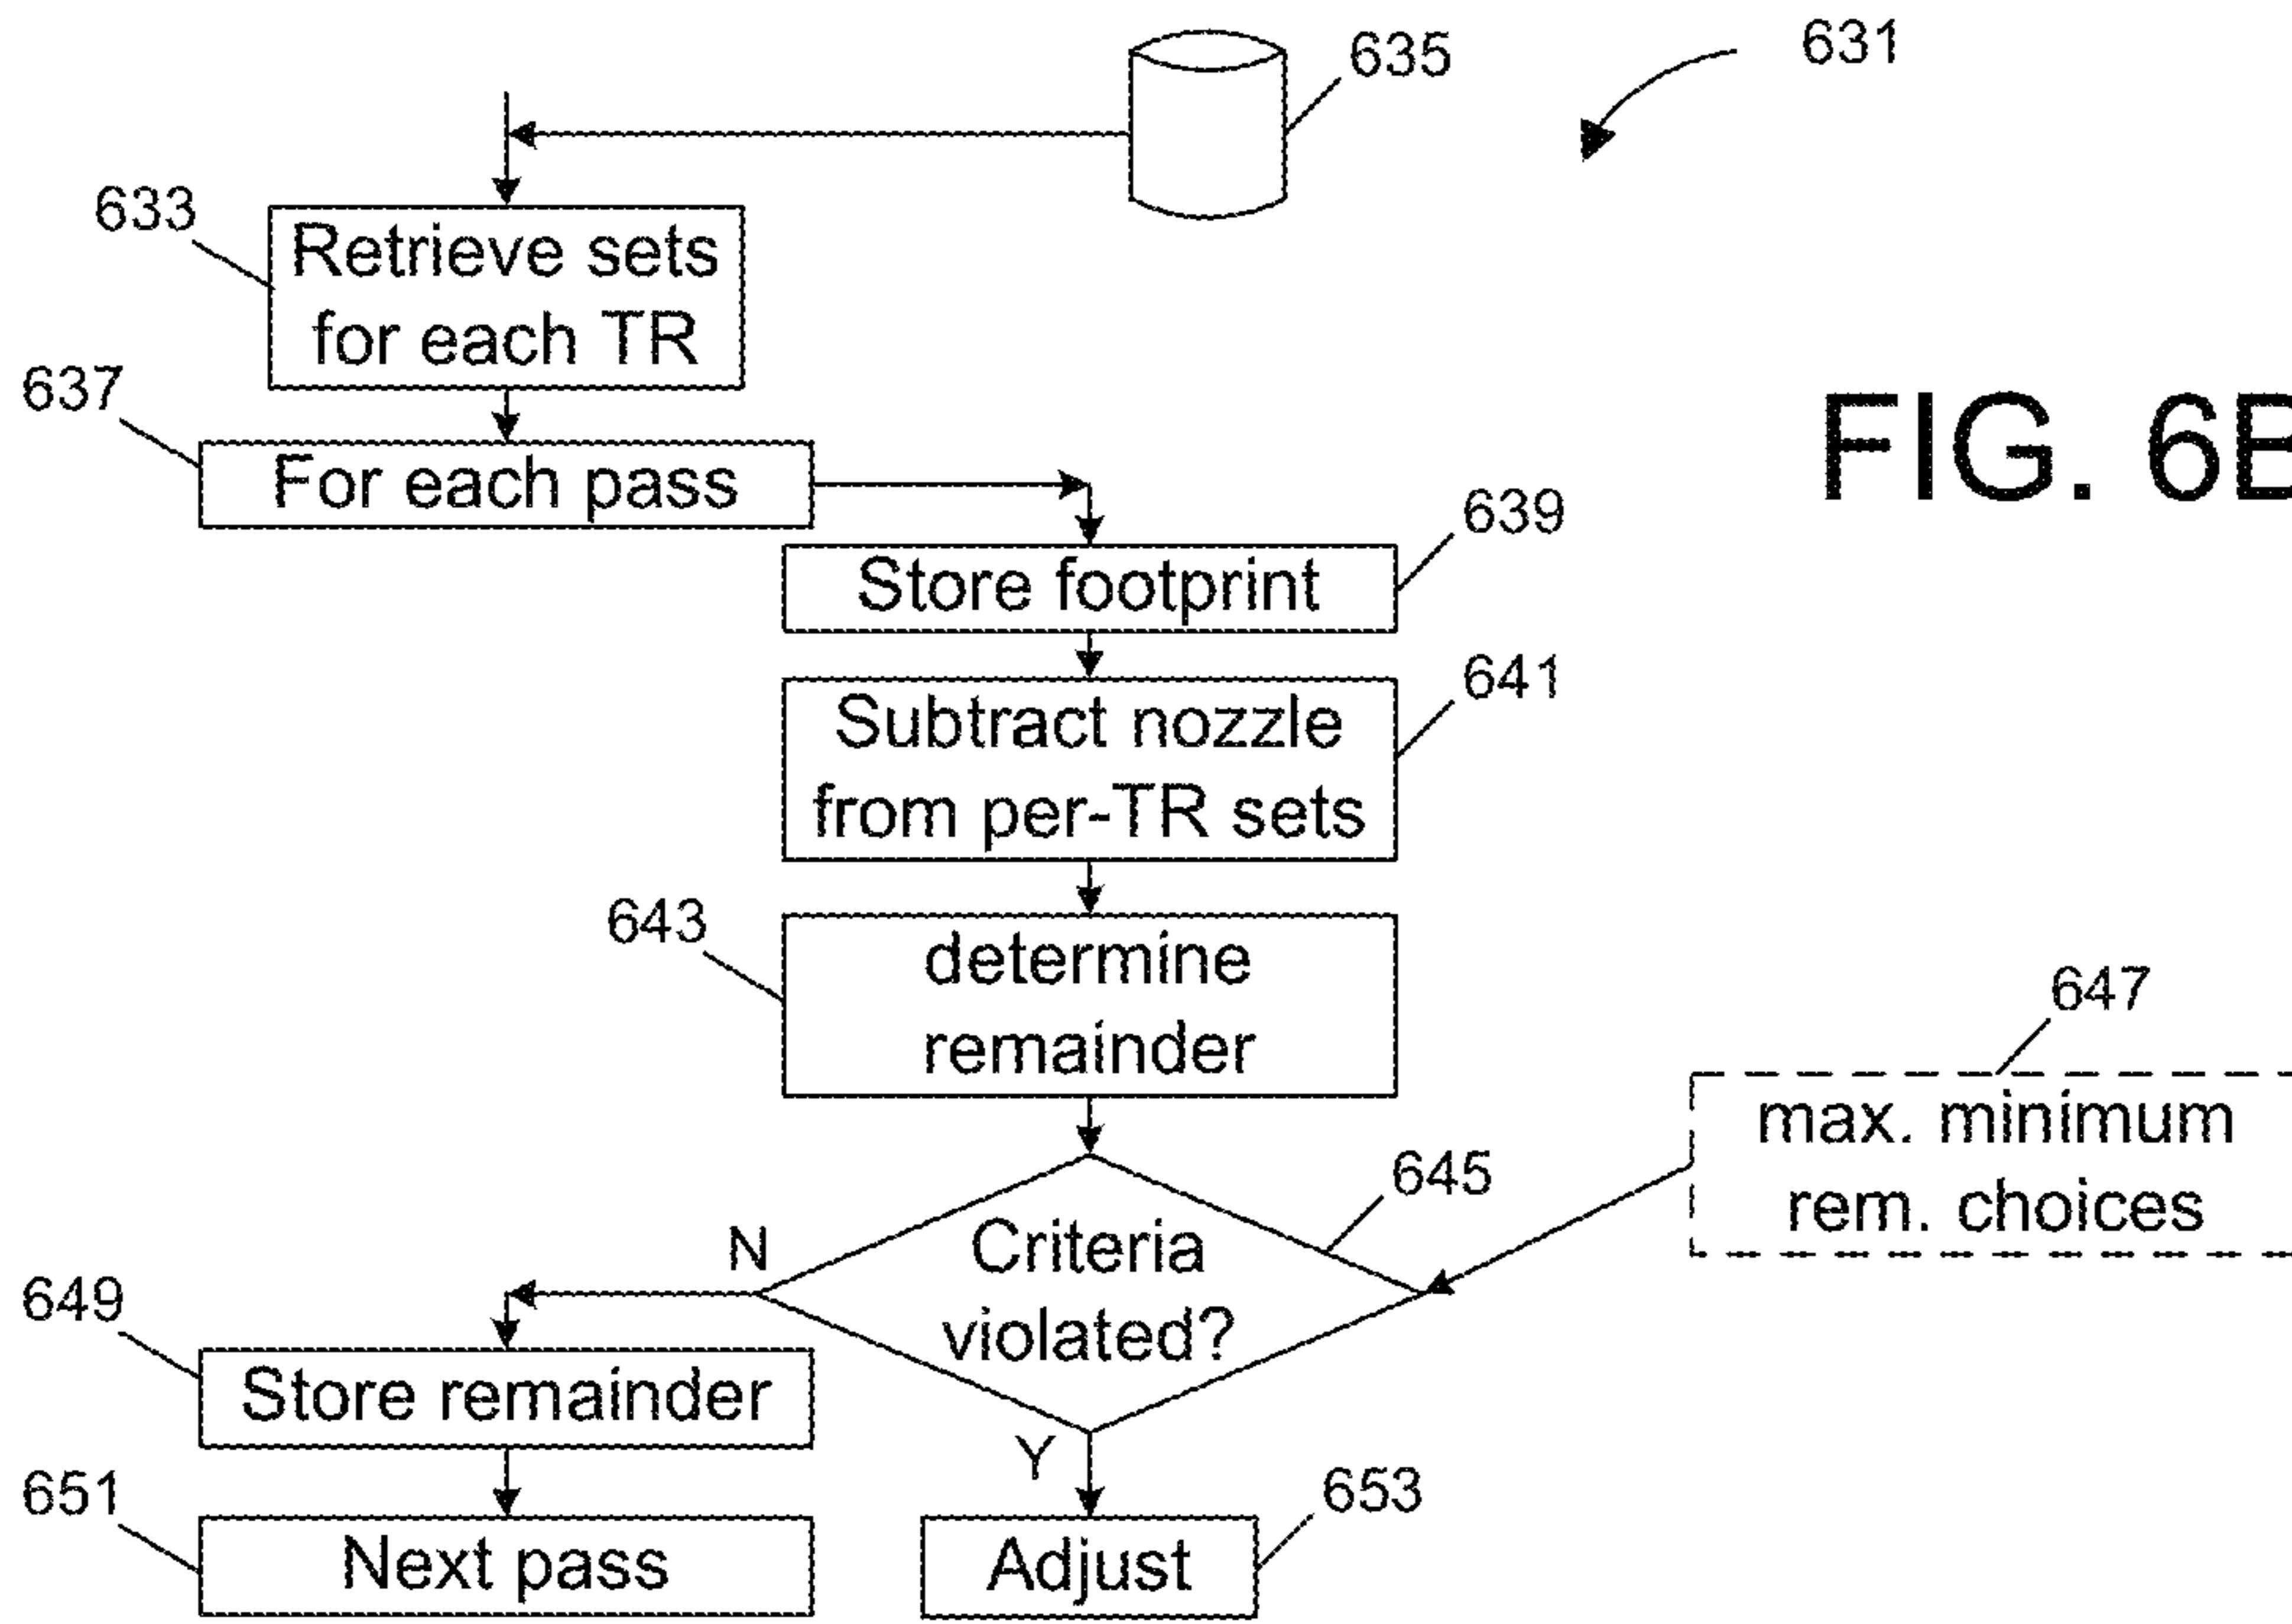 635
631
633
Retrieve sets
for each TR
637
For each pass
FIG. 6B
639
Store footprint
641
Subtract nozzle
from per-TR sets
643
determine
remainder
647
max. minimum
rem. choices
645
Criteria
violated?
N
649
Store remainder
Y
651
Next pass
653
Adjust